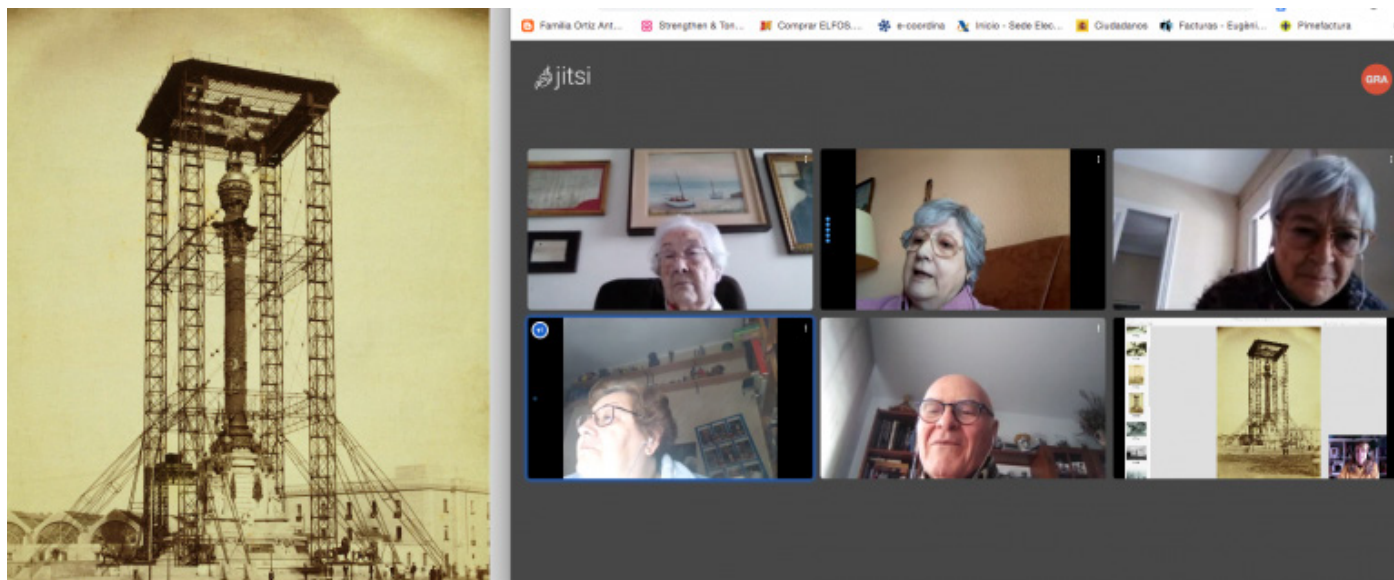 Familia Ortiz Ant... Strengthen & Ton... Comprar ELFOS.... e-coordina Inicio - Sede Elec... Ciudadanos Facturas - Eugèni... Pimefactura
jitsi
GRA